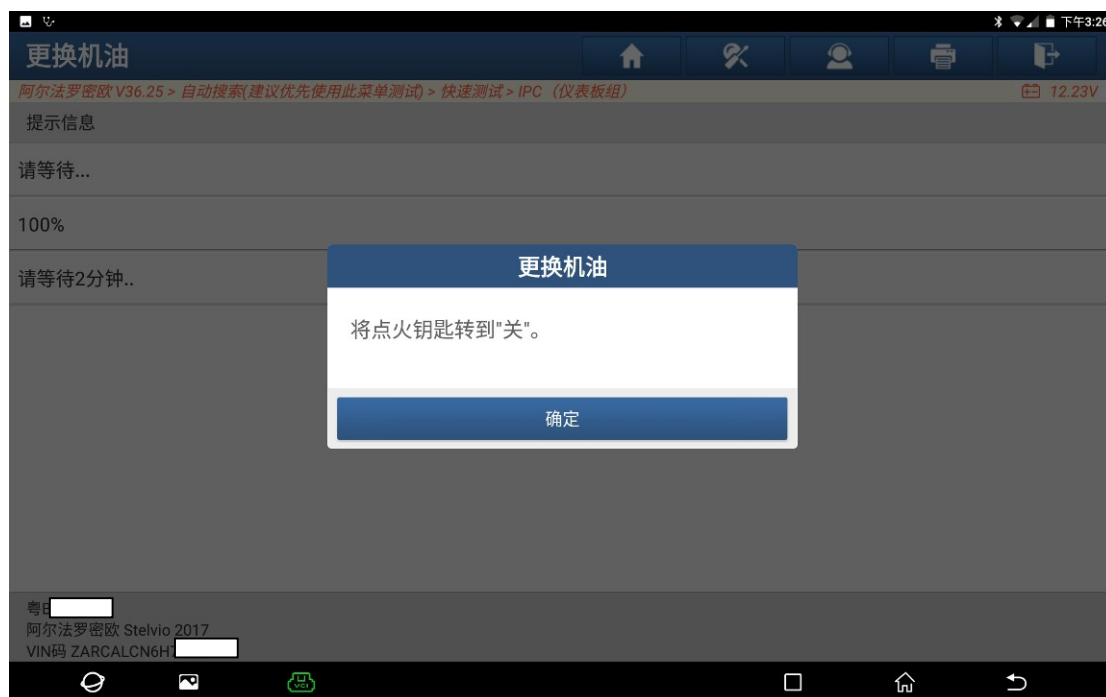 下午3:26
更换机油
阿尔法罗密欧 V36.25 > 自动搜索(建议优先使用此菜单测试) > 快速测试 > IPC（仪表板组）
12.23V
提示信息
请等待...
100%
请等待2分钟..
更换机油
将点火钥匙转到"关"。
确定
粤B
阿尔法罗密欧 Stelvio 2017
VIN码 ZARCALCN6H7
VCI